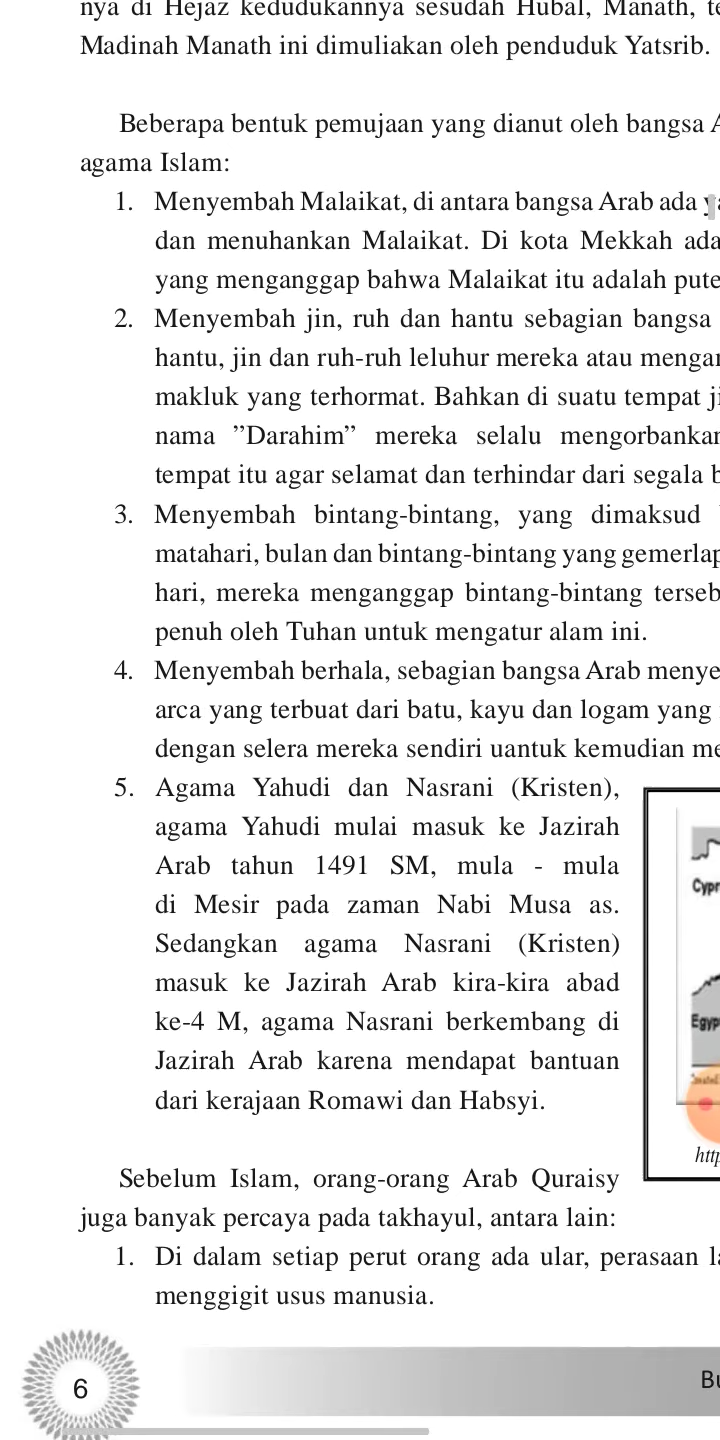 nya di Hejaz kedudukannya sesudah Hubal, Manath,
Madinah Manath ini dimuliakan oleh penduduk Yatsrib.
Beberapa bentuk pemujaan yang dianut oleh bangsa
agama Islam:
1. Menyembah Malaikat, di antara bangsa Arab ada
dan menuhankan Malaikat. Di kota Mekkah ada
yang menganggap bahwa Malaikat itu adalah
2. Menyembah jin, ruh dan hantu sebagian bangsa
hantu, jin dan ruh-ruh leluhur mereka atau
makluk yang terhormat. Bahkan di suatu tempat
nama ”Darahim” mereka selalu
tempat itu agar selamat dan terhindar dari segala
3. Menyembah bintang-bintang, yang dimaksud
matahari, bulan dan bintang-bintang yang
hari, mereka menganggap bintang-bintang
penuh oleh Tuhan untuk mengatur alam ini.
4. Menyembah berhala, sebagian bangsa Arab
arca yang terbuat dari batu, kayu dan logam yang
dengan selera mereka sendiri uantuk kemudian
5. Agama Yahudi dan Nasrani (Kristen),
agama Yahudi mulai masuk ke Jazirah
Arab tahun 1491 SM, mula - mula
di Mesir pada zaman Nabi Musa as.
Sedangkan agama Nasrani (Kristen)
masuk ke Jazirah Arab kira-kira abad
ke-4 M, agama Nasrani berkembang di
Jazirah Arab karena mendapat bantuan
dari kerajaan Romawi dan Habsyi.
Cypr
Egyp
http
Sebelum Islam, orang-orang Arab Quraisy
juga banyak percaya pada takhayul, antara lain:
1. Di dalam setiap perut orang ada ular, perasaan
menggigit usus manusia.
6